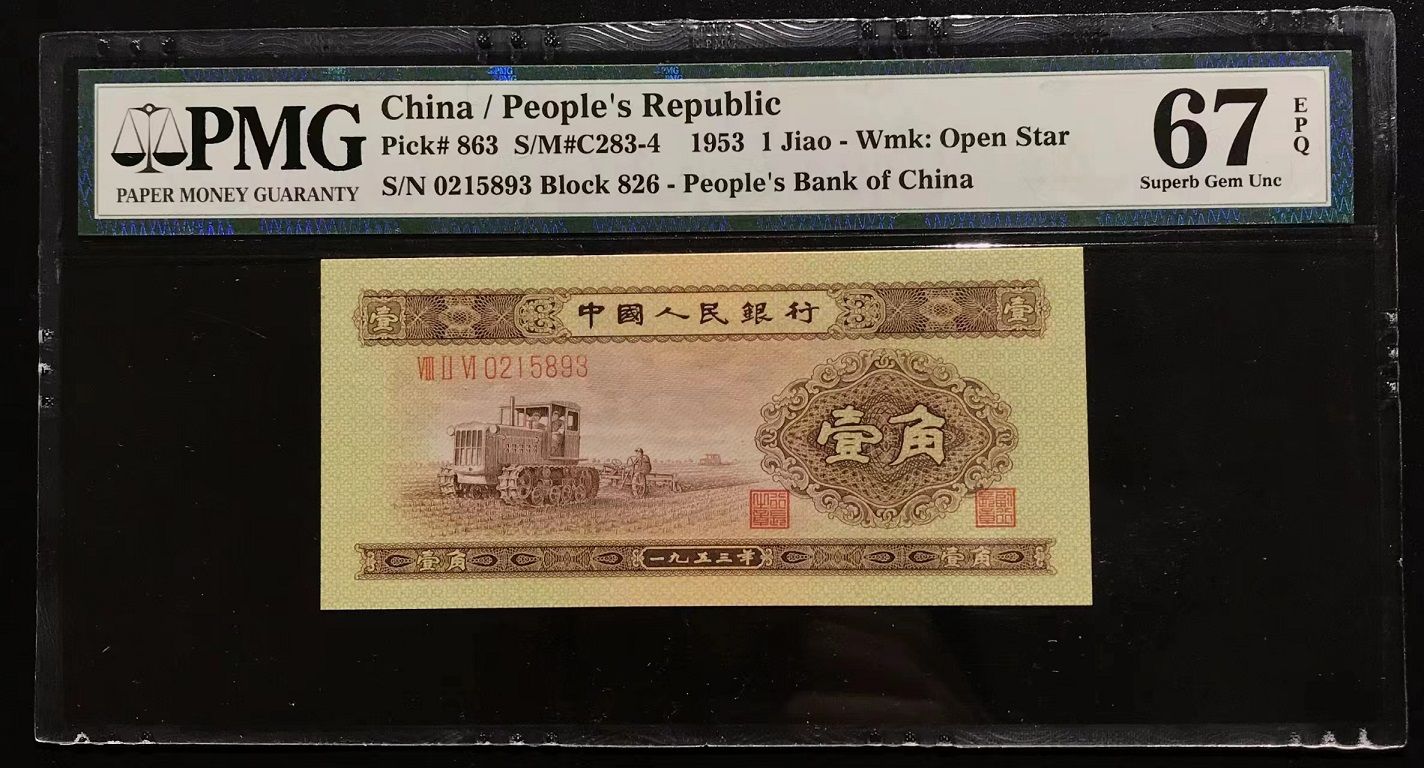 PMG
PAPER MONEY GUARANTY
China / People's Republic
Pick# 863 S/M#C283-4 1953 1 Jiao - Wmk: Open Star
S/N 0215893 Block 826 - People's Bank of China
67
EPQ
Superb Gem Unc
壹 中國人民銀行 壹
VIII II VI 0215893
壹角
壹角 一九五三年 壹角